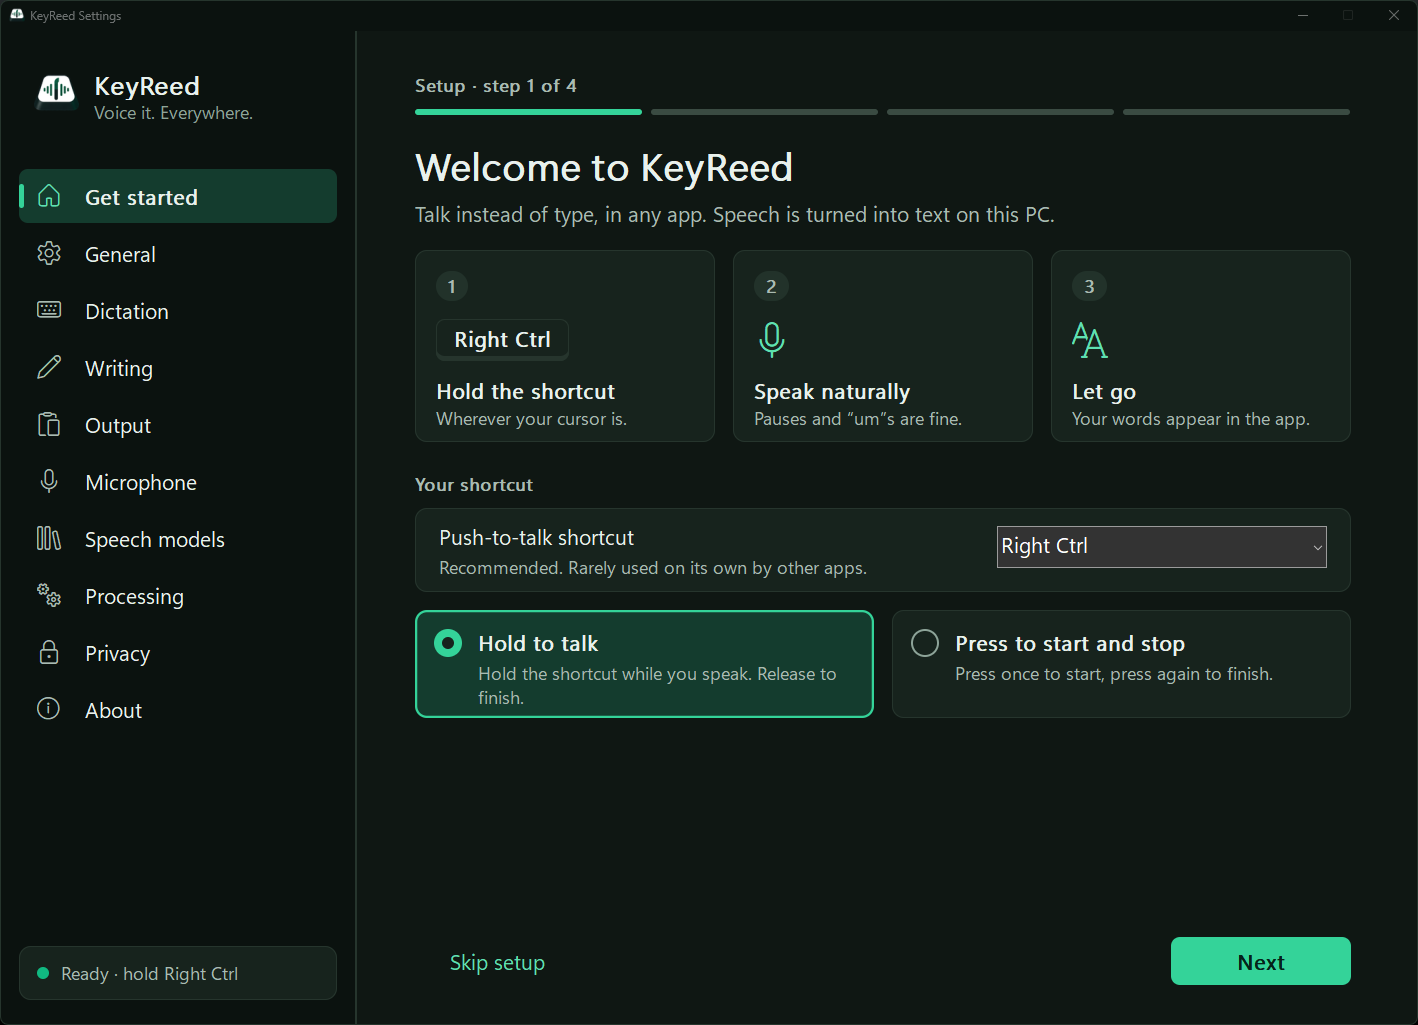 KeyReed Settings
KeyReed
Voice it. Everywhere.
Get started
General
Dictation
Writing
Output
Microphone
Speech models
Processing
Privacy
About
Ready · hold Right Ctrl
Setup · step 1 of 4
Welcome to KeyReed
Talk instead of type, in any app. Speech is turned into text on this PC.
1
Right Ctrl
Hold the shortcut
Wherever your cursor is.
2
Speak naturally
Pauses and “um”s are fine.
3
Let go
Your words appear in the app.
Your shortcut
Push-to-talk shortcut
Recommended. Rarely used on its own by other apps.
Right Ctrl
Hold to talk
Hold the shortcut while you speak. Release to
finish.
Press to start and stop
Press once to start, press again to finish.
Skip setup
Next